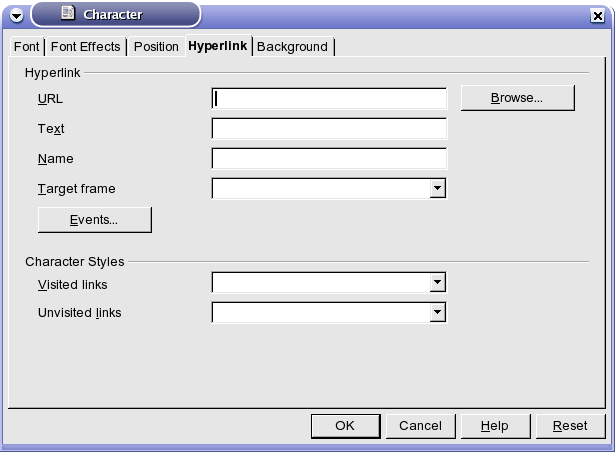 Character
Font Font Effects Position Hyperlink Background
Hyperlink
URL Browse...
Text
Name
Target frame
Events...
Character Styles
Visited links
Unvisited links
OK Cancel Help Reset